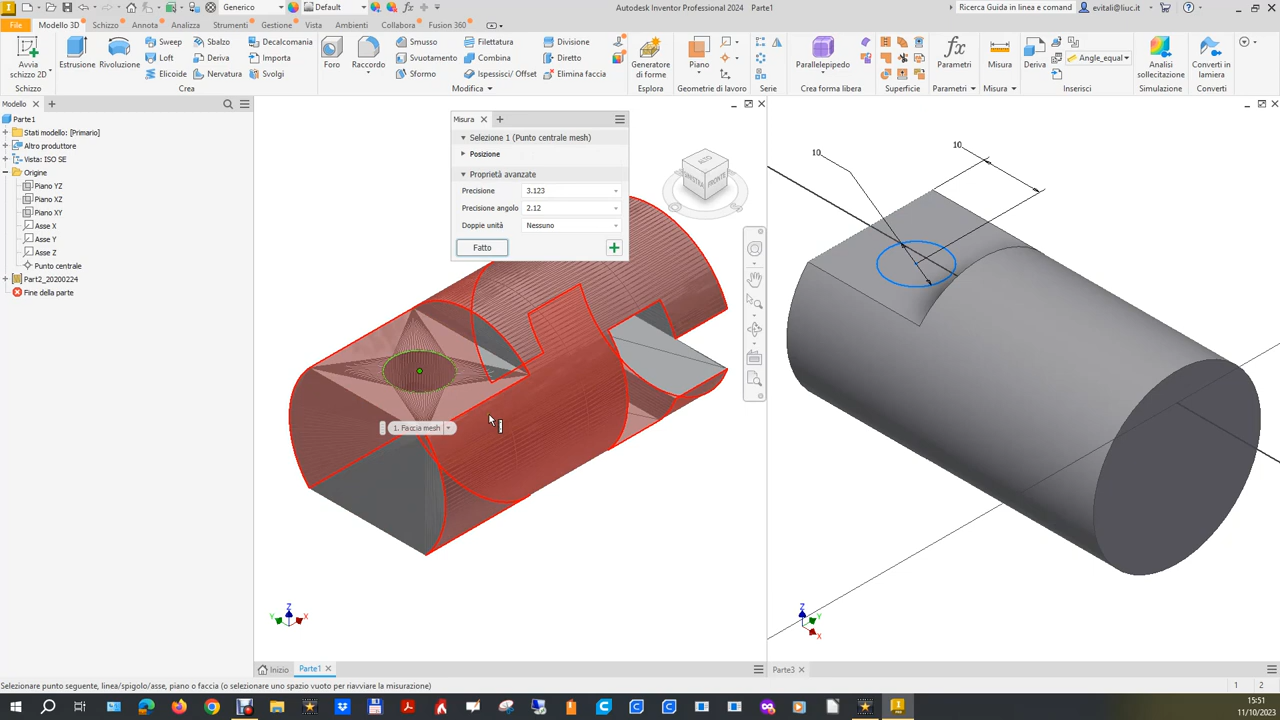 Generico
Default
Autodesk Inventor Professional 2024 Parte1
Ricerca Guida in linea e comandi
evitali@liuc.it
File
Modello 3D
Schizzo
Annota
Analizza
Strumenti
Gestione
Vista
Ambienti
Collabora
Fusion 360
Avvia schizzo 2D
Schizzo
Estrusione
Rivoluzione
Sweep
Loft
Elicoide
Sbalzo
Deriva
Nervatura
Decalcomania
Importa
Svolgi
Crea
Foro
Raccordo
Smusso
Svuotamento
Sformo
Filettatura
Combina
Ispessisci/ Offset
Divisione
Diretto
Elimina faccia
Modifica
Generatore di forme
Esplora
Piano
Geometrie di lavoro
Serie
Parallelepipedo
Crea forma libera
Superficie
Parametri
Parametri
Misura
Misura
Deriva
Angle_equal
Inserisci
Analisi sollecitazione
Simulazione
Converti in lamiera
Converti
Modello
Parte1
Stati modello: [Primario]
Altro produttore
Vista: ISO SE
Origine
Piano YZ
Piano XZ
Piano XY
Asse X
Asse Y
Asse Z
Punto centrale
Part2_20200224
Fine della parte
Misura
Selezione 1 (Punto centrale mesh)
Posizione
Proprietà avanzate
Precisione 3.123
Precisione angolo 2.12
Doppie unità Nessuno
Fatto
SINISTRA
FRONTE
1. Faccia mesh
10
10
Z
Y
X
Z
Y
X
Inizio
Parte1
Parte3
Selezionare punto seguente, linea/spigolo/asse, piano o faccia (o selezionare uno spazio vuoto per riavviare la misurazione)
1
2
15:51
11/10/2023